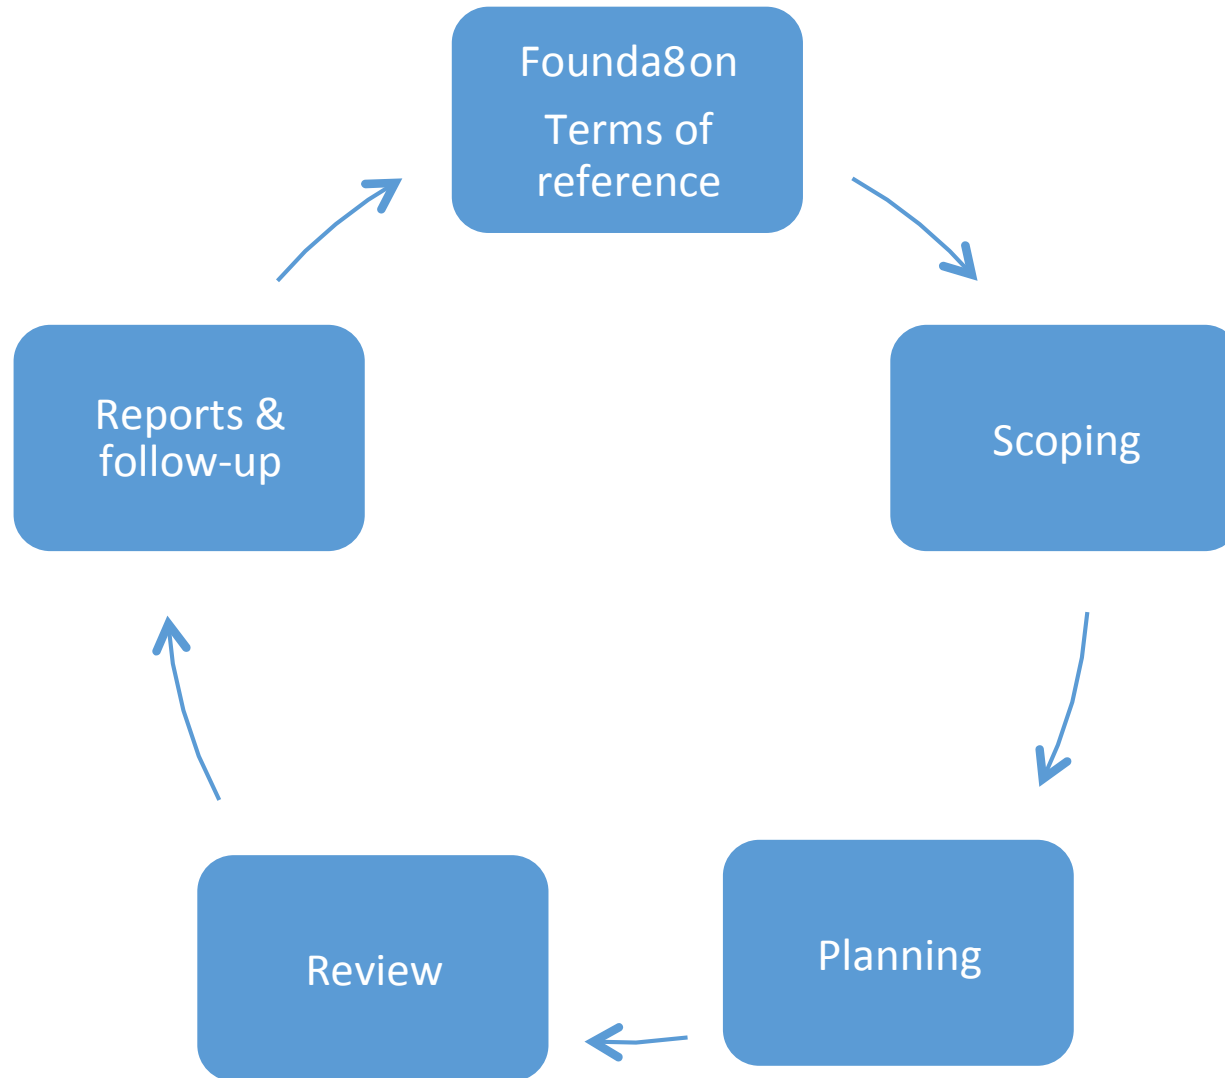 Founda8on
Terms of
reference
Scoping
Planning
Review
Reports &
follow-up